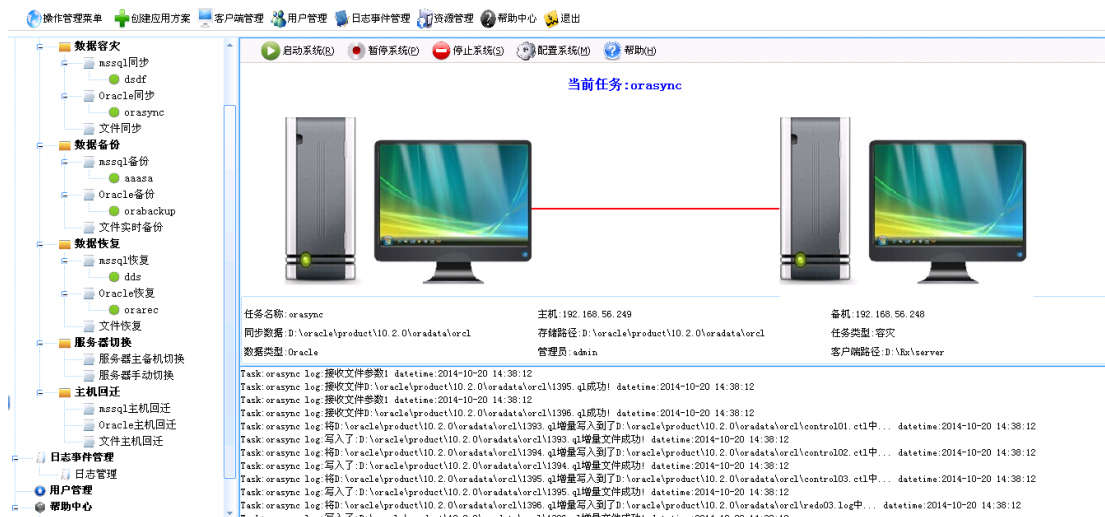 操作管理菜单 创建应用方案 客户端管理 用户管理 日志事件管理 资源管理 帮助中心 退出
启动系统(R) 暂停系统(P) 停止系统(S) 配置系统(M) 帮助(H)
数据容灾
mssql同步
dsdf
Oracle同步
orasync
文件同步
数据备份
mssql备份
aaasa
Oracle备份
orabackup
文件实时备份
数据恢复
mssql恢复
dds
Oracle恢复
orarec
文件恢复
服务器切换
服务器主备机切换
服务器手动切换
主机回迁
mssql主机回迁
Oracle主机回迁
文件主机回迁
日志事件管理
日志管理
用户管理
帮助中心
当前任务:orasync
任务名称:orasync 主机:192.168.56.249 备机:192.168.56.248
同步数据:D:\oracle\product\10.2.0\oradata\orcl 存储路径:D:\oracle\product\10.2.0\oradata\orcl 任务类型:容灾
数据类型:Oracle 管理员:admin 客户端路径:D:\Rx\server
Task:orasync log:接收文件参数1 datetime:2014-10-20 14:38:12
Task:orasync log:接收文件D:\oracle\product\10.2.0\oradata\orcl\1395.ql成功! datetime:2014-10-20 14:38:12
Task:orasync log:接收文件参数1 datetime:2014-10-20 14:38:12
Task:orasync log:接收文件D:\oracle\product\10.2.0\oradata\orcl\1396.ql成功! datetime:2014-10-20 14:38:12
Task:orasync log:将D:\oracle\product\10.2.0\oradata\orcl\1393.ql增量写入到了D:\oracle\product\10.2.0\oradata\orcl\control01.ctl中... datetime:2014-10-20 14:38:12
Task:orasync log:写入了:D:\oracle\product\10.2.0\oradata\orcl\1393.ql增量文件成功! datetime:2014-10-20 14:38:12
Task:orasync log:将D:\oracle\product\10.2.0\oradata\orcl\1394.ql增量写入到了D:\oracle\product\10.2.0\oradata\orcl\control02.ctl中... datetime:2014-10-20 14:38:12
Task:orasync log:写入了:D:\oracle\product\10.2.0\oradata\orcl\1394.ql增量文件成功! datetime:2014-10-20 14:38:12
Task:orasync log:将D:\oracle\product\10.2.0\oradata\orcl\1395.ql增量写入到了D:\oracle\product\10.2.0\oradata\orcl\control03.ctl中... datetime:2014-10-20 14:38:12
Task:orasync log:写入了:D:\oracle\product\10.2.0\oradata\orcl\1395.ql增量文件成功! datetime:2014-10-20 14:38:12
Task:orasync log:将D:\oracle\product\10.2.0\oradata\orcl\1396.ql增量写入到了D:\oracle\product\10.2.0\oradata\orcl\redo03.log中... datetime:2014-10-20 14:38:12